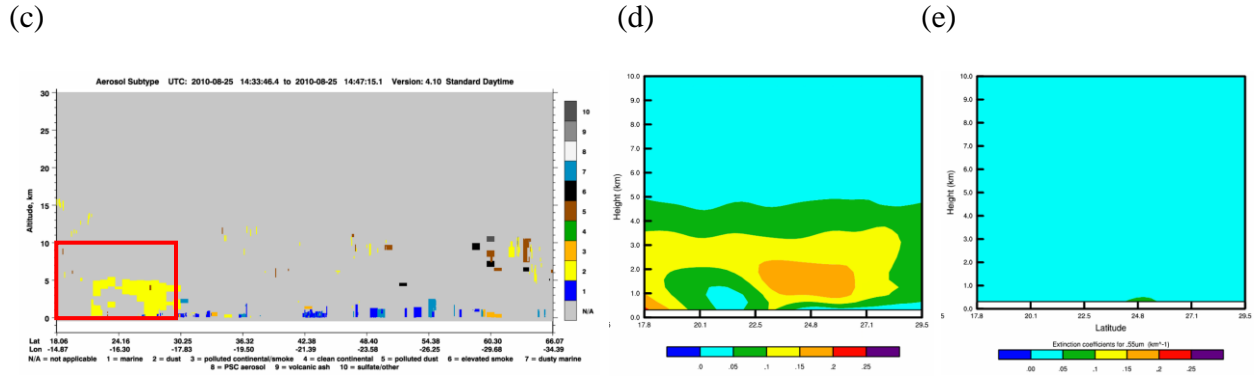 (c)
(d)
(e)
Aerosol Subtype UTC: 2010-08-25 14:33:46.4 to 2010-08-25 14:47:15.1 Version: 4.10 Standard Daytime
30
25
20
15
10
5
0
Altitude, km
10
9
8
7
6
5
4
3
2
1
N/A
Lat 18.06 24.16 30.25 36.32 42.38 48.42 54.38 60.30 66.07
Lon -14.87 -16.30 -17.83 -19.50 -21.39 -23.58 -26.25 -29.68 -34.39
N/A = not applicable 1 = marine 2 = dust 3 = polluted continental/smoke 4 = clean continental 5 = polluted dust 6 = elevated smoke 7 = dusty marine
8 = PSC aerosol 9 = volcanic ash 10 = sulfate/other
10.0
9.0
8.0
7.0
6.0
5.0
4.0
3.0
2.0
1.0
0.0
Height (km)
17.8 20.1 22.5 24.8 27.1 29.5
0 .05 .1 .15 .2 .25
10.0
9.0
8.0
7.0
6.0
5.0
4.0
3.0
2.0
1.0
0.0
Height (km)
5
17.8 20.1 22.5 24.8 27.1 29.5
Latitude
Extinction coefficients for .55um (km^-1)
.00 .05 .10 .15 .20 .25